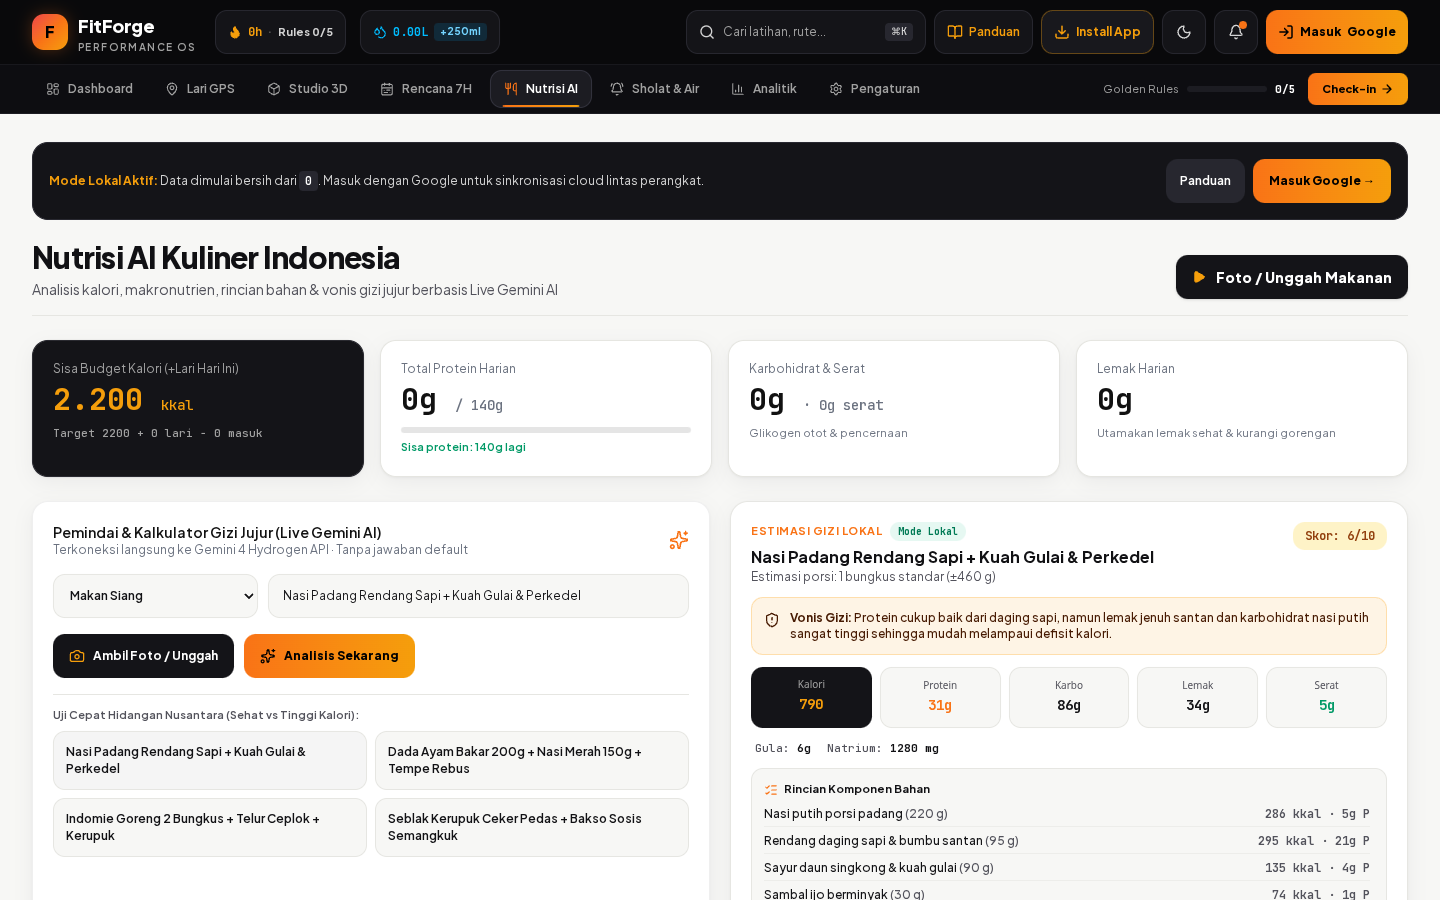 F
FitForge
PERFORMANCE OS
0h · Rules 0/5
0.00L +250ml
Cari latihan, rute...
⌘K
Panduan
Install App
Masuk Google
Dashboard
Lari GPS
Studio 3D
Rencana 7H
Nutrisi AI
Sholat & Air
Analitik
Pengaturan
Golden Rules
0/5
Check-in →
Mode Lokal Aktif: Data dimulai bersih dari 0. Masuk dengan Google untuk sinkronisasi cloud lintas perangkat.
Panduan
Masuk Google →
Nutrisi AI Kuliner Indonesia
Analisis kalori, makronutrien, rincian bahan & vonis gizi jujur berbasis Live Gemini AI
Foto / Unggah Makanan
Sisa Budget Kalori (+Lari Hari Ini)
2.200 kkal
Target 2200 + 0 lari - 0 masuk
Total Protein Harian
0g / 140g
Sisa protein: 140g lagi
Karbohidrat & Serat
0g · 0g serat
Glikogen otot & pencernaan
Lemak Harian
0g
Utamakan lemak sehat & kurangi gorengan
Pemindai & Kalkulator Gizi Jujur (Live Gemini AI)
Terkoneksi langsung ke Gemini 4 Hydrogen API · Tanpa jawaban default
Makan Siang
Nasi Padang Rendang Sapi + Kuah Gulai & Perkedel
Ambil Foto / Unggah
Analisis Sekarang
Uji Cepat Hidangan Nusantara (Sehat vs Tinggi Kalori):
Nasi Padang Rendang Sapi + Kuah Gulai &
Perkedel
Dada Ayam Bakar 200g + Nasi Merah 150g +
Tempe Rebus
Indomie Goreng 2 Bungkus + Telur Ceplok +
Kerupuk
Seblak Kerupuk Ceker Pedas + Bakso Sosis
Semangkuk
ESTIMASI GIZI LOKAL
Mode Lokal
Skor: 6/10
Nasi Padang Rendang Sapi + Kuah Gulai & Perkedel
Estimasi porsi: 1 bungkus standar (±460 g)
Vonis Gizi: Protein cukup baik dari daging sapi, namun lemak jenuh santan dan karbohidrat nasi putih
sangat tinggi sehingga mudah melampaui defisit kalori.
Kalori
790
Protein
31g
Karbo
86g
Lemak
34g
Serat
5g
Gula: 6g Natrium: 1280 mg
Rincian Komponen Bahan
Nasi putih porsi padang (220 g) 286 kkal · 5g P
Rendang daging sapi & bumbu santan (95 g) 295 kkal · 21g P
Sayur daun singkong & kuah gulai (90 g) 135 kkal · 4g P
Sambal ijo berminyak (30 g) 74 kkal · 1g P